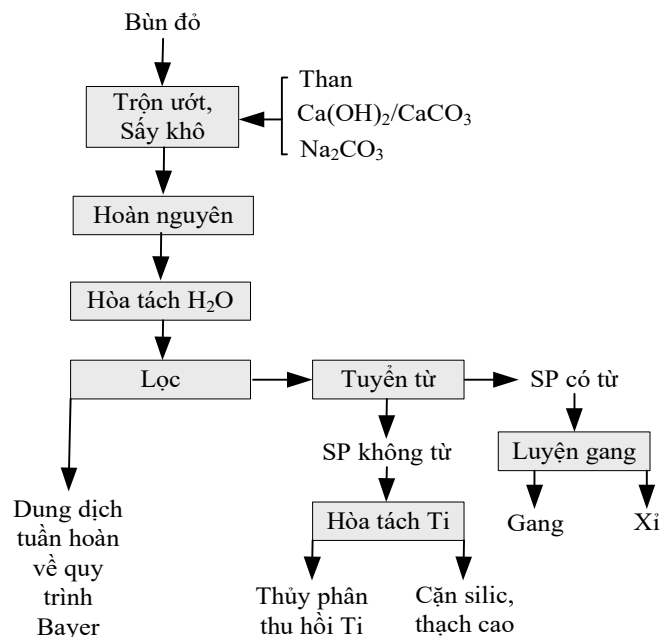 Bùn đỏ
Trộn ướt,
Sấy khô
Than
Ca(OH)₂/CaCO₃
Na₂CO₃
Hoàn nguyên
Hòa tách H₂O
Lọc
Tuyển từ
SP có từ
SP không từ
Luyện gang
Hòa tách Ti
Gang
Xỉ
Dung dịch
tuần hoàn
về quy
trình
Bayer
Thủy phân
thu hồi Ti
Cặn silic,
thạch cao